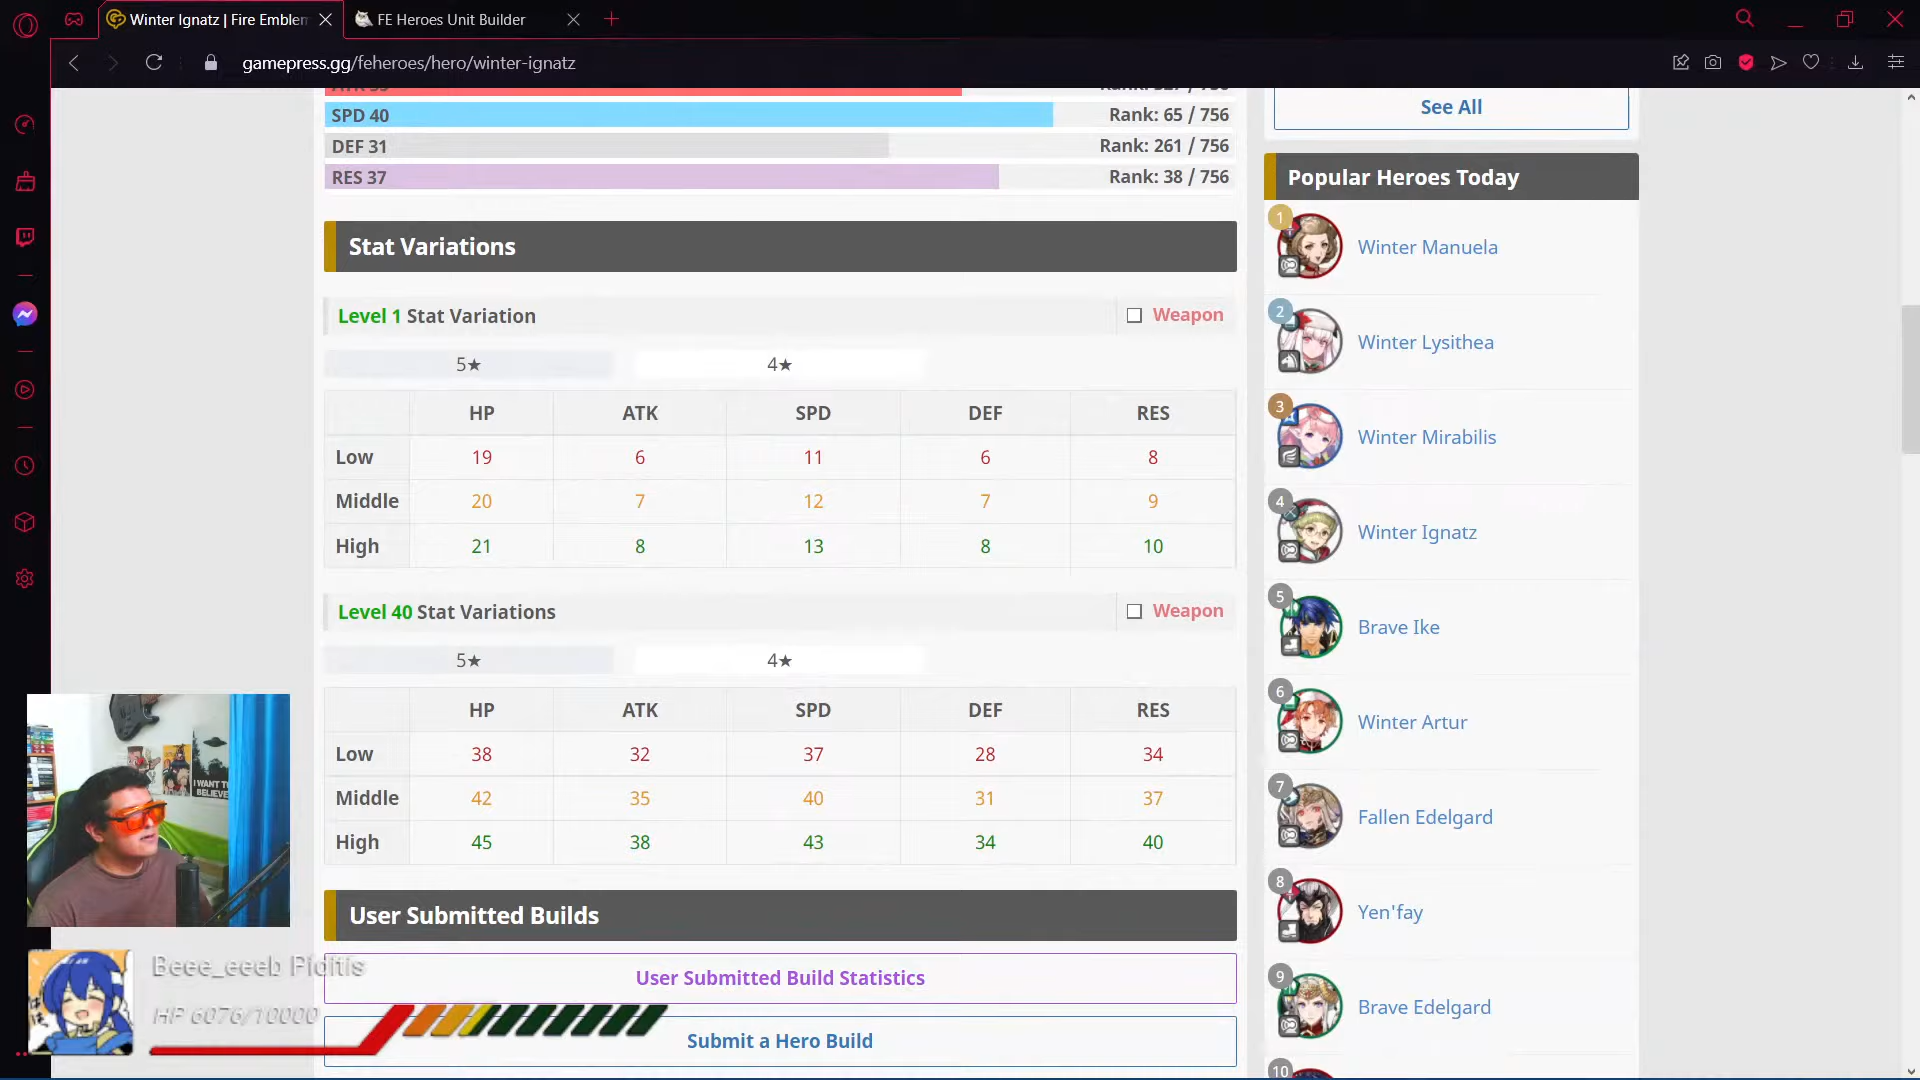 Winter Ignatz | Fire Emblem
FE Heroes Unit Builder
gamepress.gg/feheroes/hero/winter-ignatz
SPD 40
Rank: 65 / 756
DEF 31
Rank: 261 / 756
RES 37
Rank: 38 / 756
Stat Variations
Level 1 Stat Variation
Weapon
5★ 4★
HP ATK SPD DEF RES
Low 19 6 11 6 8
Middle 20 7 12 7 9
High 21 8 13 8 10
Level 40 Stat Variations
Weapon
5★ 4★
HP ATK SPD DEF RES
Low 38 32 37 28 34
Middle 42 35 40 31 37
High 45 38 43 34 40
User Submitted Builds
User Submitted Build Statistics
Submit a Hero Build
See All
Popular Heroes Today
1 Winter Manuela
2 Winter Lysithea
3 Winter Mirabilis
4 Winter Ignatz
5 Brave Ike
6 Winter Artur
7 Fallen Edelgard
8 Yen'fay
9 Brave Edelgard
10
I WANT TO
BELIEVE
Beee_eeeb Piditis
HP 6076/10000